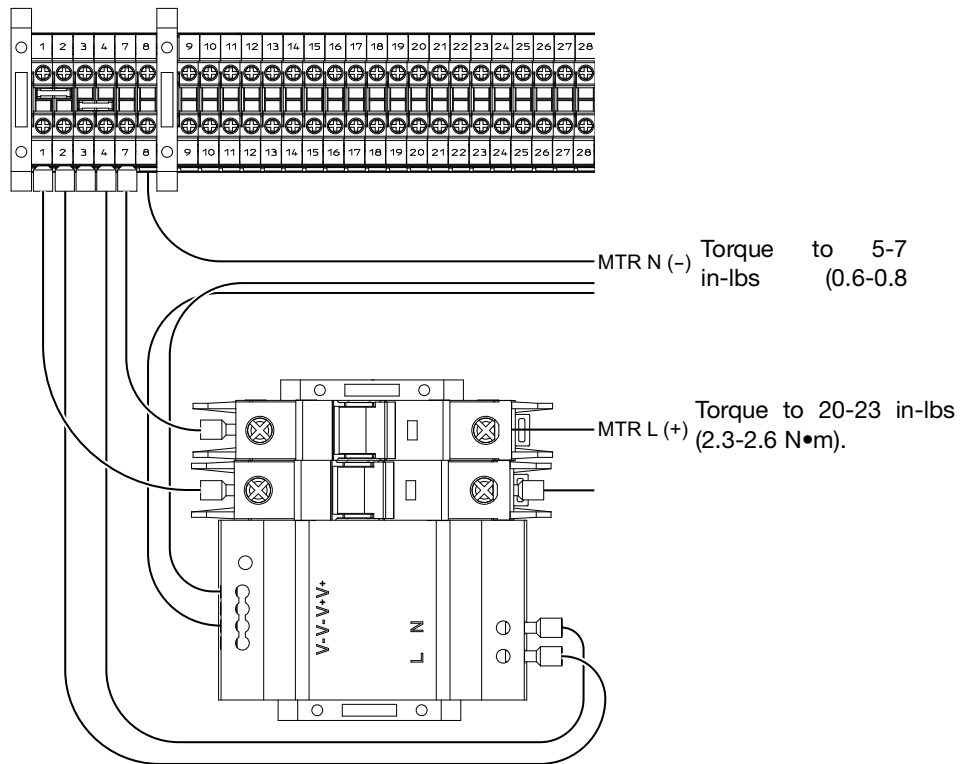 1 2 3 4 7 8 9 10 11 12 13 14 15 16 17 18 19 20 21 22 23 24 25 26 27 28
1 2 3 4 7 8 9 10 11 12 13 14 15 16 17 18 19 20 21 22 23 24 25 26 27 28
MTR N (–) Torque to 5-7
in-lbs (0.6-0.8
MTR L (+) Torque to 20-23 in-lbs
(2.3-2.6 N•m).
V- V- V+ V+
L N